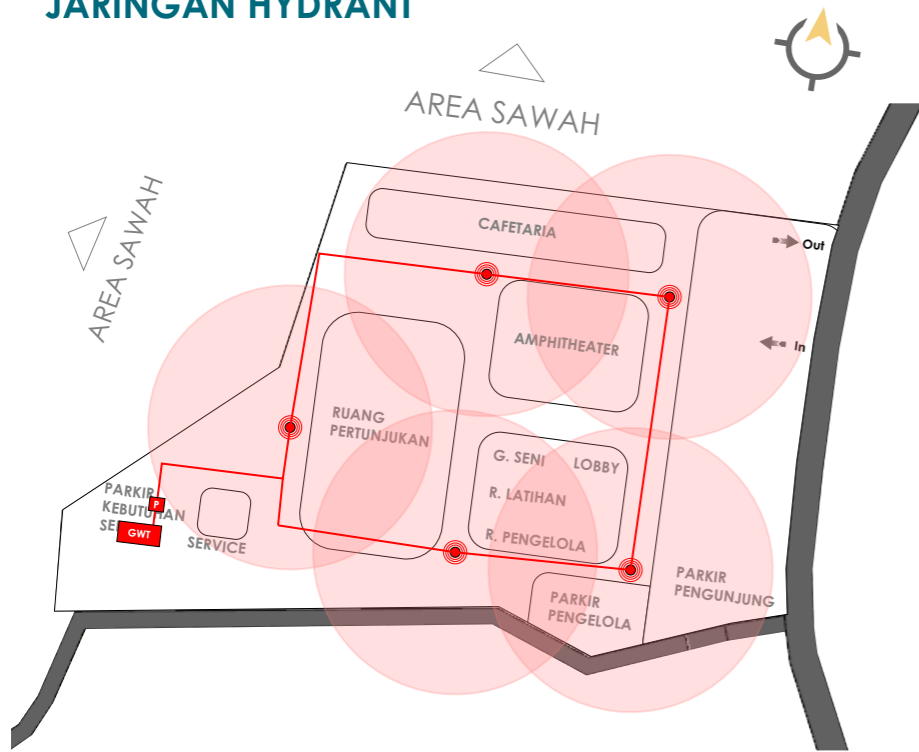 JARINGAN HYDRANT
AREA SAWAH
AREA SAWAH
CAFETARIA
Out
In
AMPHITHEATER
RUANG
PERTUNJUKAN
G. SENI
LOBBY
R. LATIHAN
R. PENGELOLA
PARKIR
KEBUTUHAN
SE
P
GWT
SERVICE
PARKIR
PENGELOLA
PARKIR
PENGUNJUNG